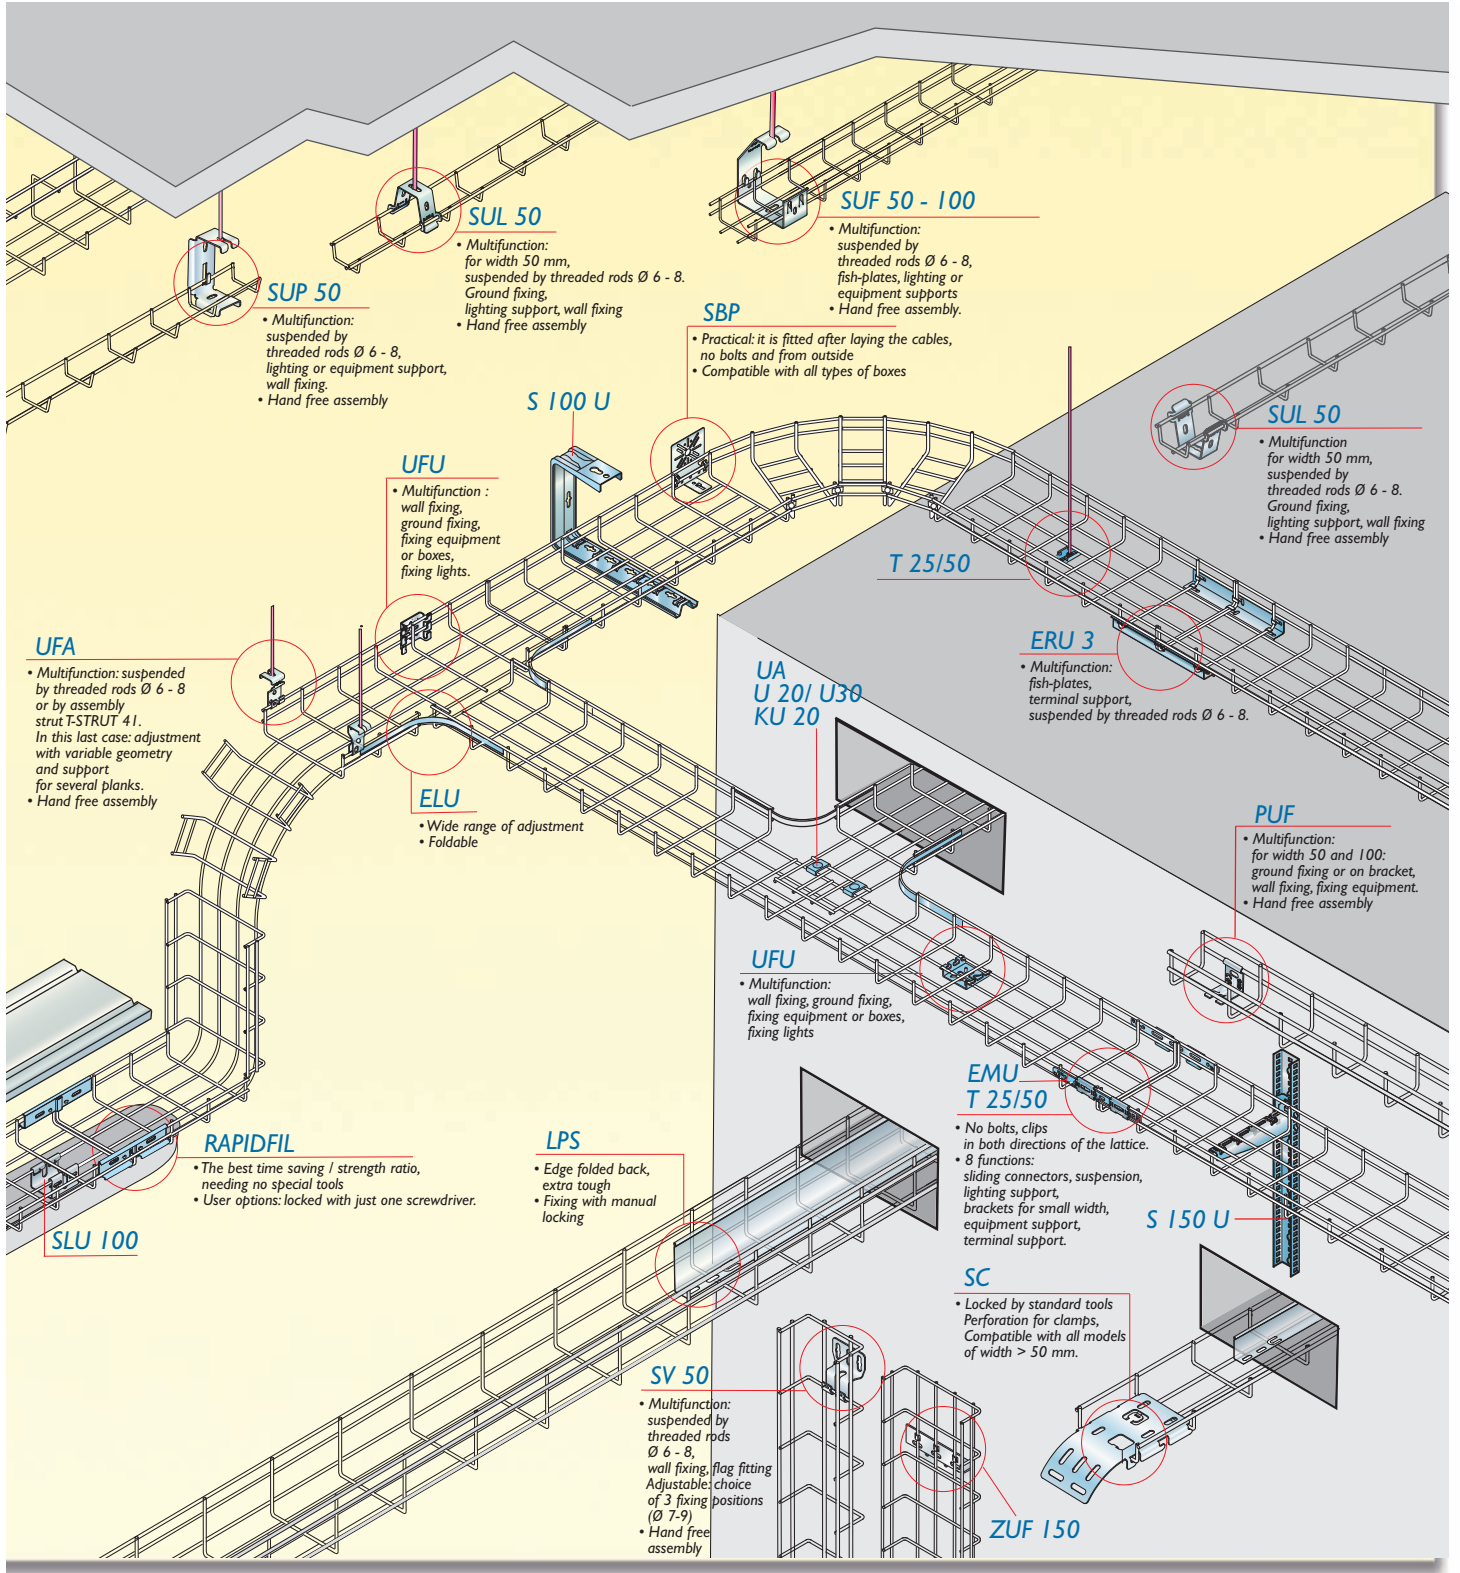 SUL 50
• Multifunction:
for width 50 mm,
suspended by threaded rods Ø 6 - 8.
Ground fixing,
lighting support, wall fixing
• Hand free assembly
SUF 50 - 100
• Multifunction:
suspended by
threaded rods Ø 6 - 8,
fish-plates, lighting or
equipment supports
• Hand free assembly.
SUP 50
• Multifunction:
suspended by
threaded rods Ø 6 - 8,
lighting or equipment support,
wall fixing.
• Hand free assembly
SBP
• Practical: it is fitted after laying the cables,
no bolts and from outside
• Compatible with all types of boxes
S 100 U
SUL 50
• Multifunction
for width 50 mm,
suspended by
threaded rods Ø 6 - 8.
Ground fixing,
lighting support, wall fixing
• Hand free assembly
UFU
• Multifunction :
wall fixing,
ground fixing,
fixing equipment
or boxes,
fixing lights.
T 25/50
UFA
• Multifunction: suspended
by threaded rods Ø 6 - 8
or by assembly
strut T-STRUT 41.
In this last case: adjustment
with variable geometry
and support
for several planks.
• Hand free assembly
ERU 3
• Multifunction:
fish-plates,
terminal support,
suspended by threaded rods Ø 6 - 8.
UA
U 20/ U30
KU 20
ELU
• Wide range of adjustment
• Foldable
PUF
• Multifunction:
for width 50 and 100:
ground fixing or on bracket,
wall fixing, fixing equipment.
• Hand free assembly
UFU
• Multifunction:
wall fixing, ground fixing,
fixing equipment or boxes,
fixing lights
EMU
T 25/50
• No bolts, clips
in both directions of the lattice.
• 8 functions:
sliding connectors, suspension,
lighting support,
brackets for small width,
equipment support,
terminal support.
RAPIDFIL
• The best time saving / strength ratio,
needing no special tools
• User options: locked with just one screwdriver.
LPS
• Edge folded back,
extra tough
• Fixing with manual
locking
SLU 100
S 150 U
SC
• Locked by standard tools
Perforation for clamps,
Compatible with all models
of width > 50 mm.
SV 50
• Multifunction:
suspended by
threaded rods
Ø 6 - 8,
wall fixing, flag fitting
Adjustable: choice
of 3 fixing positions
(Ø 7-9)
• Hand free
assembly
ZUF 150